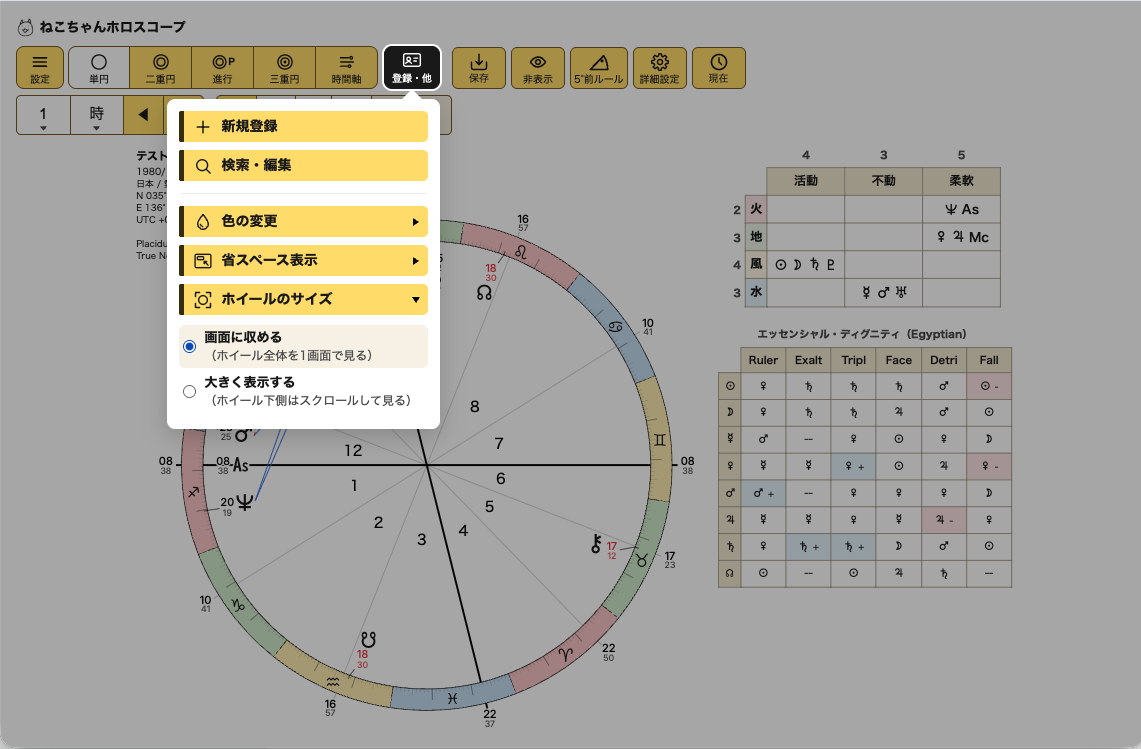 ねこちゃんホロスコープ
設定
単円
二重円
進行
三重円
時間軸
登録・他
保存
非表示
5°前ルール
詳細設定
現在
1
時
新規登録
検索・編集
色の変更
省スペース表示
ホイールのサイズ
画面に収める
（ホイール全体を1画面で見る）
大きく表示する
（ホイール下側はスクロールして見る）
テスト
1980/
日本 /
N 035°
E 136°
UTC +0
Placidu
True No
16
57
18
30
☊
♌
♋
10
41
♊
08
38
8
7
6
5
4
3
2
1
12
25
♂
08
38
08
38
As
20
19
♆
♐
10
41
♑
☋
18
30
♒
16
57
♓
22
37
♈
22
50
⚷
17
12
♉
17
23
4 3 5
活動 不動 柔軟
2 火 ♆ As
3 地 ♀ ♃ Mc
4 風 ☉ ☽ ♄ ♇
3 水 ☿ ♂ ♅
エッセンシャル・ディグニティ（Egyptian）
Ruler Exalt Tripl Face Detri Fall
☉ ♀ ♄ ♄ ♄ ♂ ☉ -
☽ ♀ ♄ ♄ ♃ ♂ ☉
☿ ♂ -- ♀ ☉ ♀ ☽
♀ ☿ ☿ ♀ + ☉ ♃ ♀ -
♂ ♂ + -- ♀ ♀ ♀ ☽
♃ ☿ ☿ ♀ ☿ ♃ - ♀
♄ ♀ ♄ + ♄ + ☽ ♂ ☉
☊ ☉ -- ☉ ♃ ♄ --